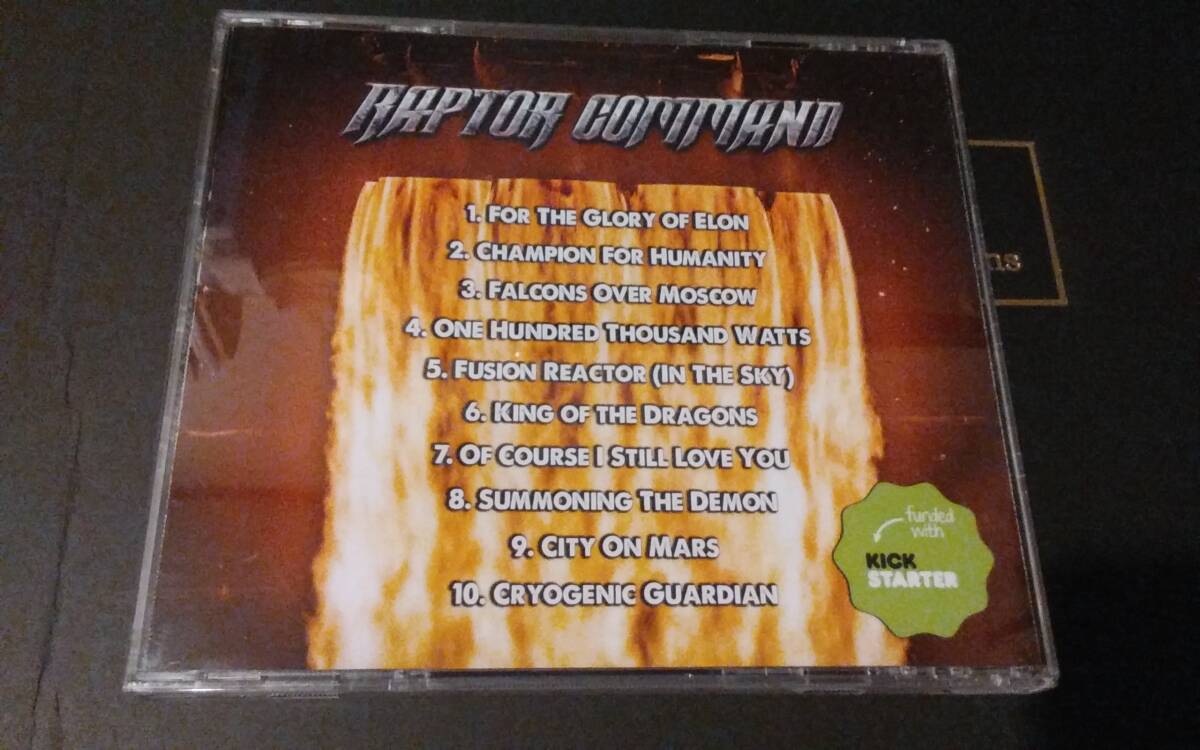 RAPTOR COMMAND
1. FOR THE GLORY OF ELON
2. CHAMPION FOR HUMANITY
3. FALCONS OVER MOSCOW
4. ONE HUNDRED THOUSAND WATTS
5. FUSION REACTOR (IN THE SKY)
6. KING OF THE DRAGONS
7. OF COURSE I STILL LOVE YOU
8. SUMMONING THE DEMON
9. CITY ON MARS
10. CRYOGENIC GUARDIAN
funded
with
KICK
STARTER